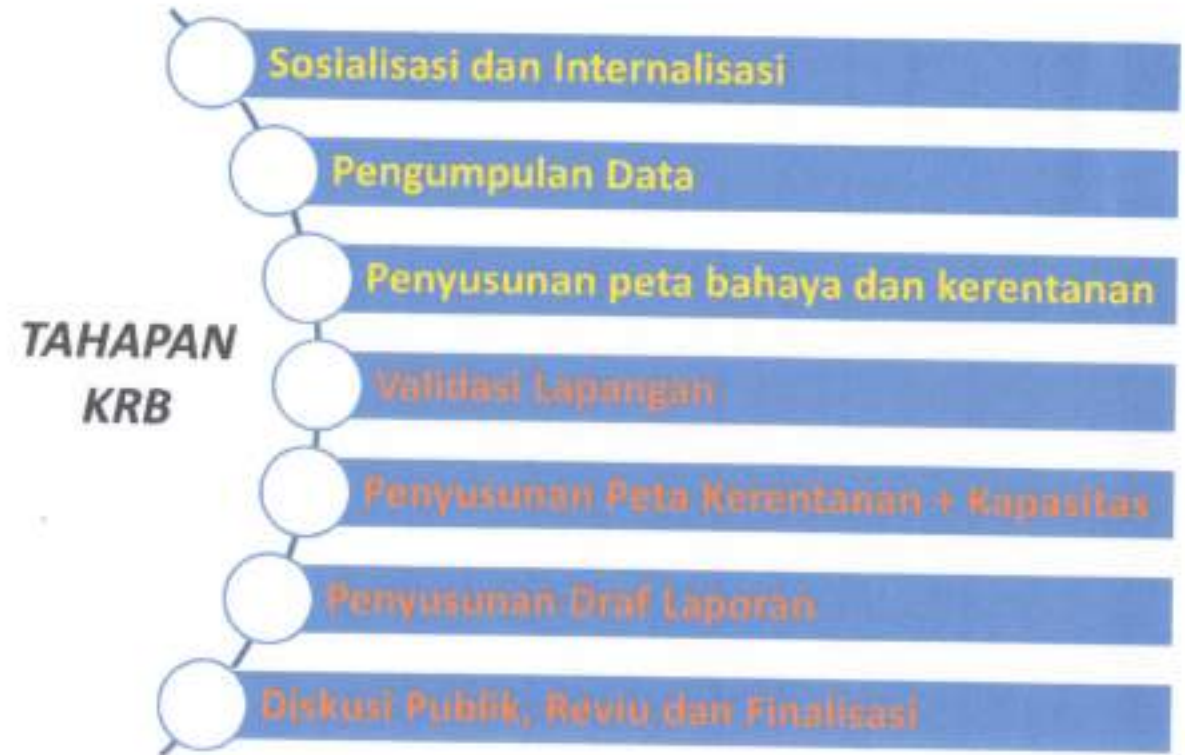 Sosialisasi dan Internalisasi
Pengumpulan Data
Penyusunan peta bahaya dan kerentanan
TAHAPAN
KRB
Validasi Lapangan
Penyusunan Peta Kerentanan + Kapasitas
Penyusunan Draf Laporan
Diskusi Publik, Reviu dan Finalisasi